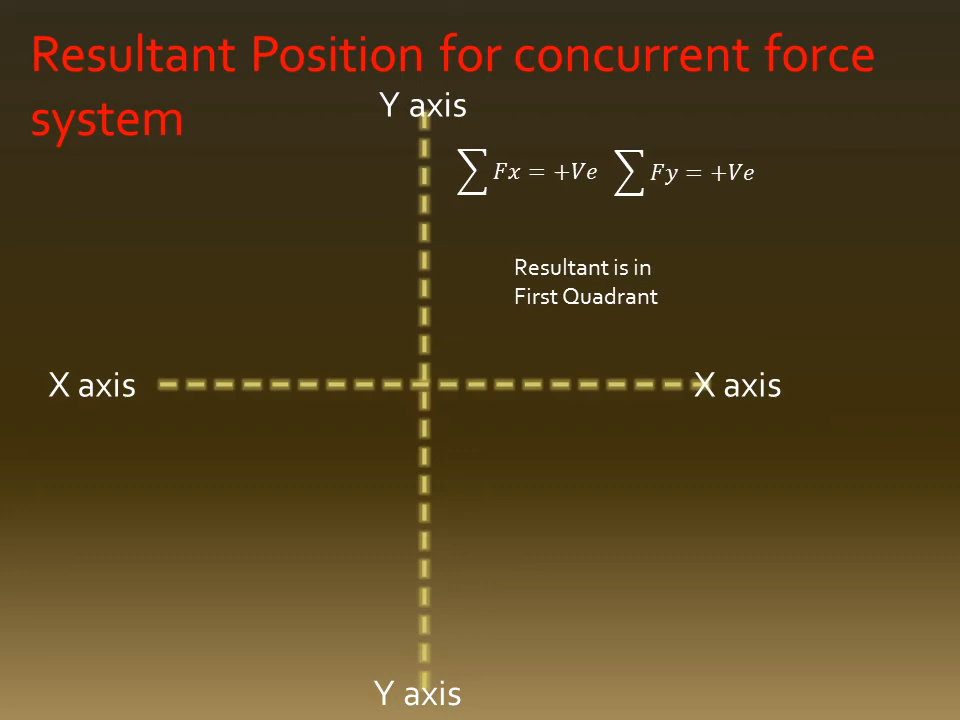 Resultant Position for concurrent force
system
Y axis
∑Fx = +Ve ∑Fy = +Ve
Resultant is in
First Quadrant
X axis X axis
Y axis